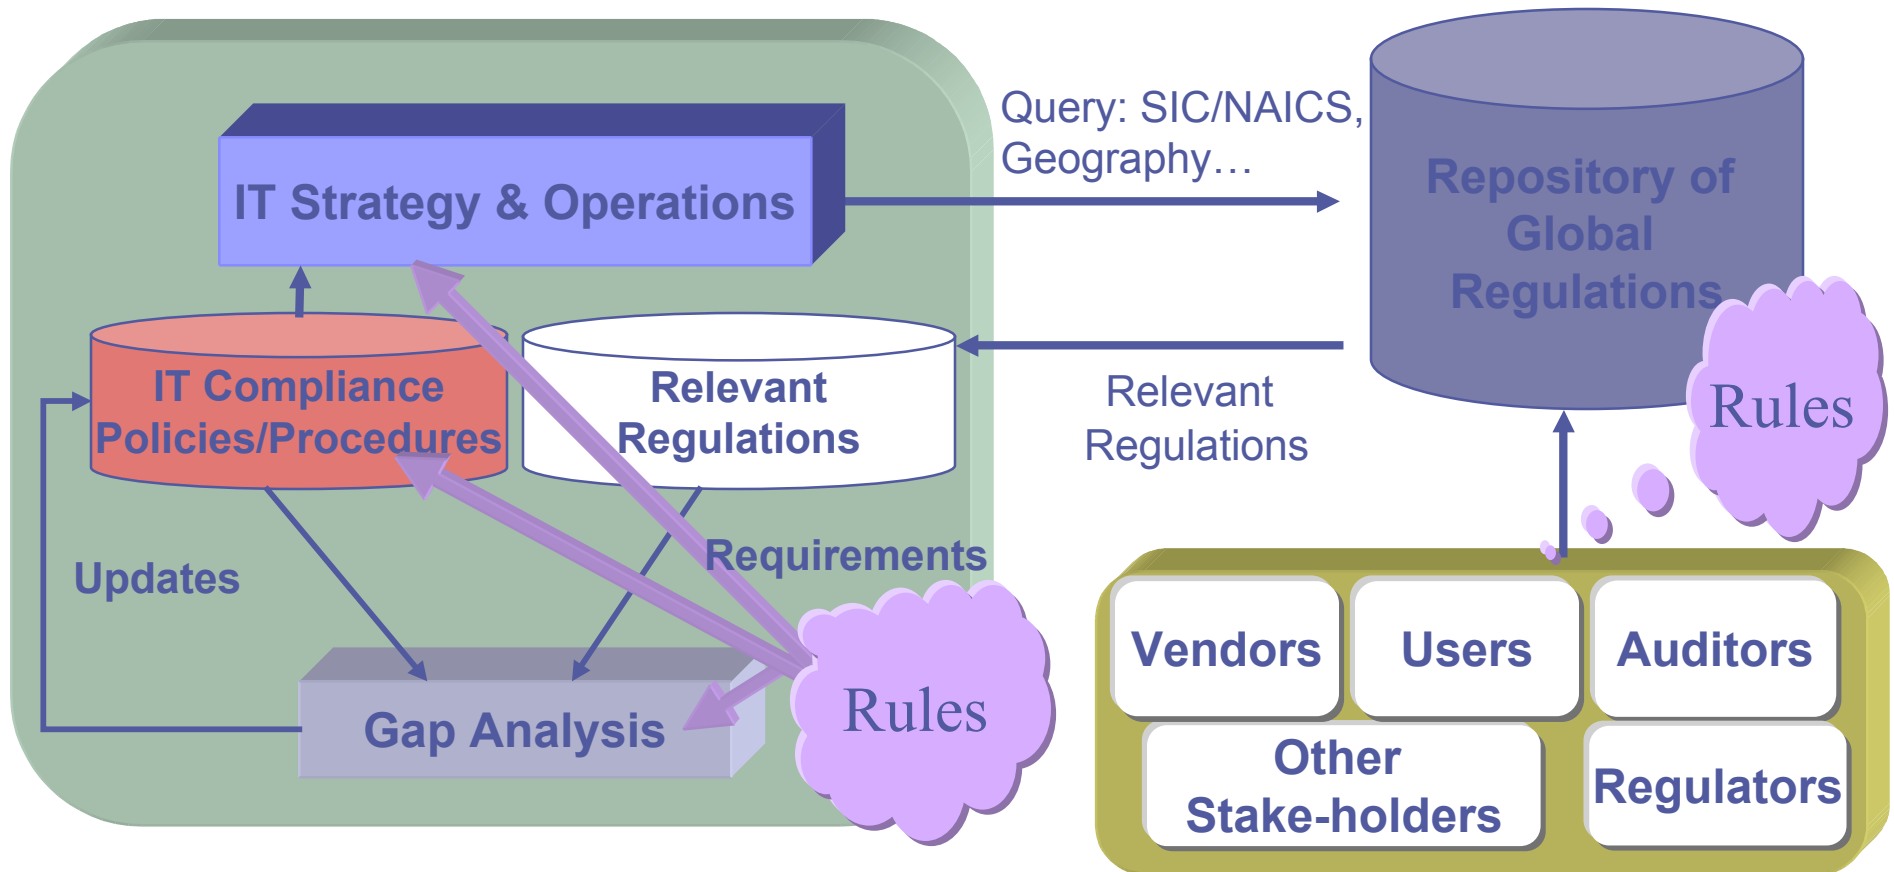 Query: SIC/NAICS,
Geography…
IT Strategy & Operations
Repository of
Global
Regulations
IT Compliance
Policies/Procedures
Relevant
Regulations
Relevant
Regulations
Rules
Updates
Requirements
Vendors
Users
Auditors
Gap Analysis
Rules
Other
Stake-holders
Regulators